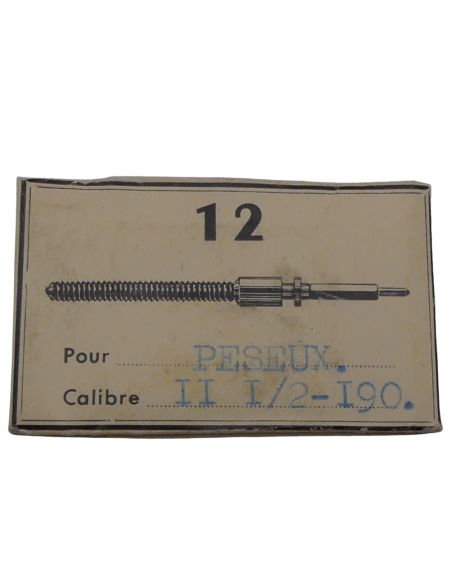 12
Pour PESEUX.
Calibre II I/2-I90.